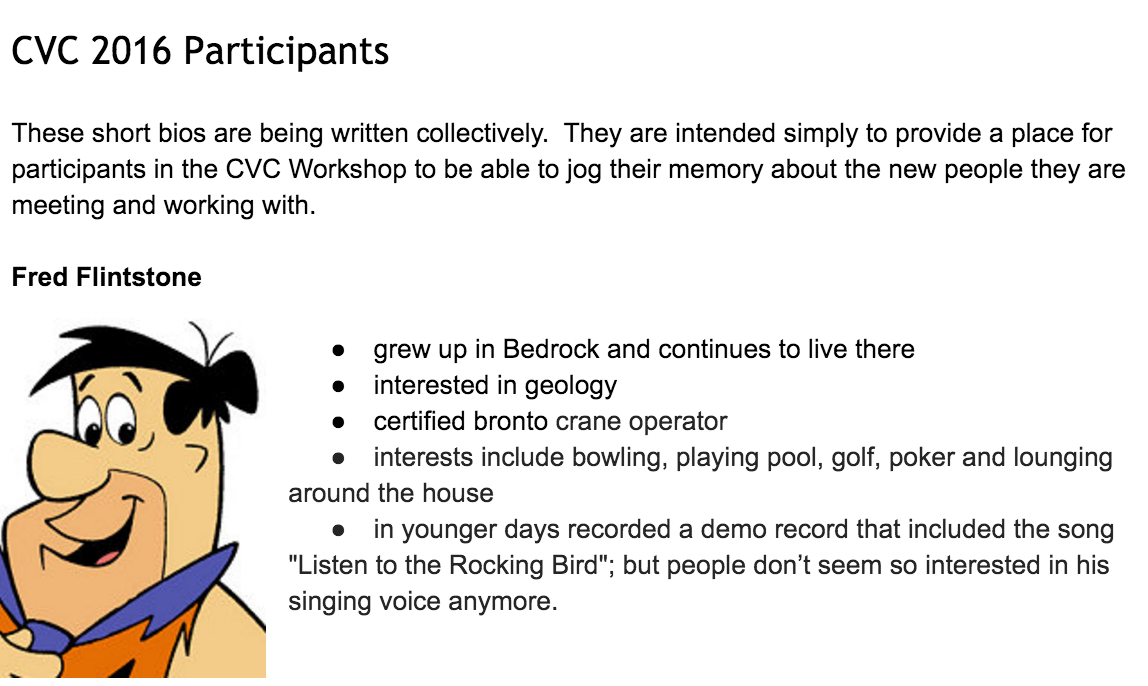 CVC 2016 Participants
These short bios are being written collectively.  They are intended simply to provide a place for
participants in the CVC Workshop to be able to jog their memory about the new people they are
meeting and working with.
Fred Flintstone
● grew up in Bedrock and continues to live there
● interested in geology
● certified bronto crane operator
● interests include bowling, playing pool, golf, poker and lounging
around the house
● in younger days recorded a demo record that included the song
"Listen to the Rocking Bird"; but people don’t seem so interested in his
singing voice anymore.